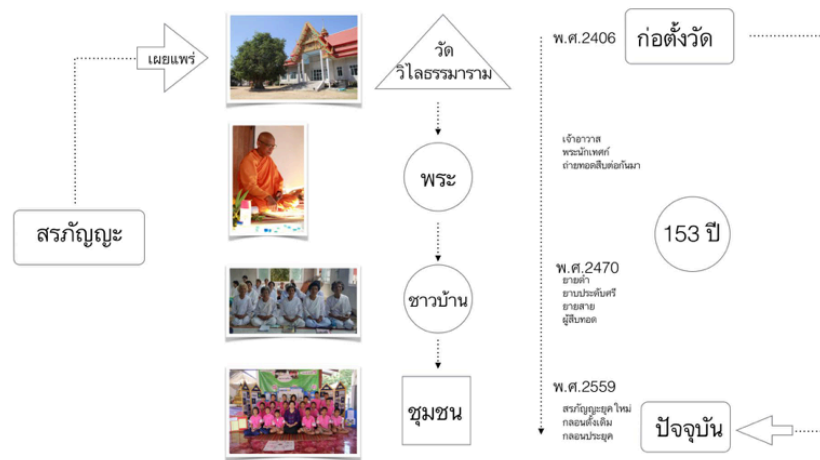 เผยแพร่
สรภัญญะ
วัด
วิไลธรรมาราม
พระ
ชาวบ้าน
ชุมชน
พ.ศ.2406
ก่อตั้งวัด
เจ้าอาวาส
พระนักเทศก์
ถ่ายทอดสืบต่อกันมา
153 ปี
พ.ศ.2470
ยายดำ
ยาบประดับศรี
ยายสาย
ผู้สืบทอด
พ.ศ.2559
สรภัญญะยุค ใหม่
กลอนดั้งเดิม
กลอนประยุค
ปัจจุบัน